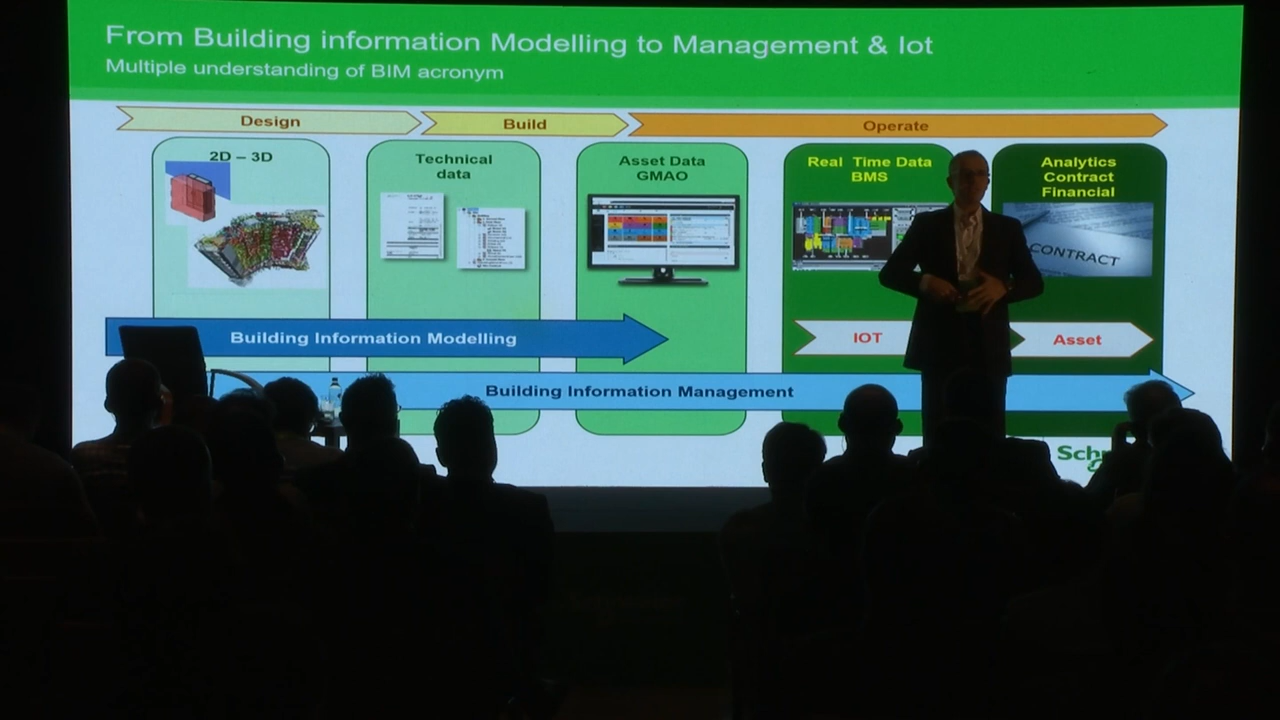 From Building information Modelling to Management & Iot
Multiple understanding of BIM acronym
Design
Build
Operate
2D – 3D
Technical
data
Asset Data
GMAO
Real Time Data
BMS
Analytics
Contract
Financial
CONTRACT
Building Information Modelling
IOT
Asset
Building Information Management
Sch